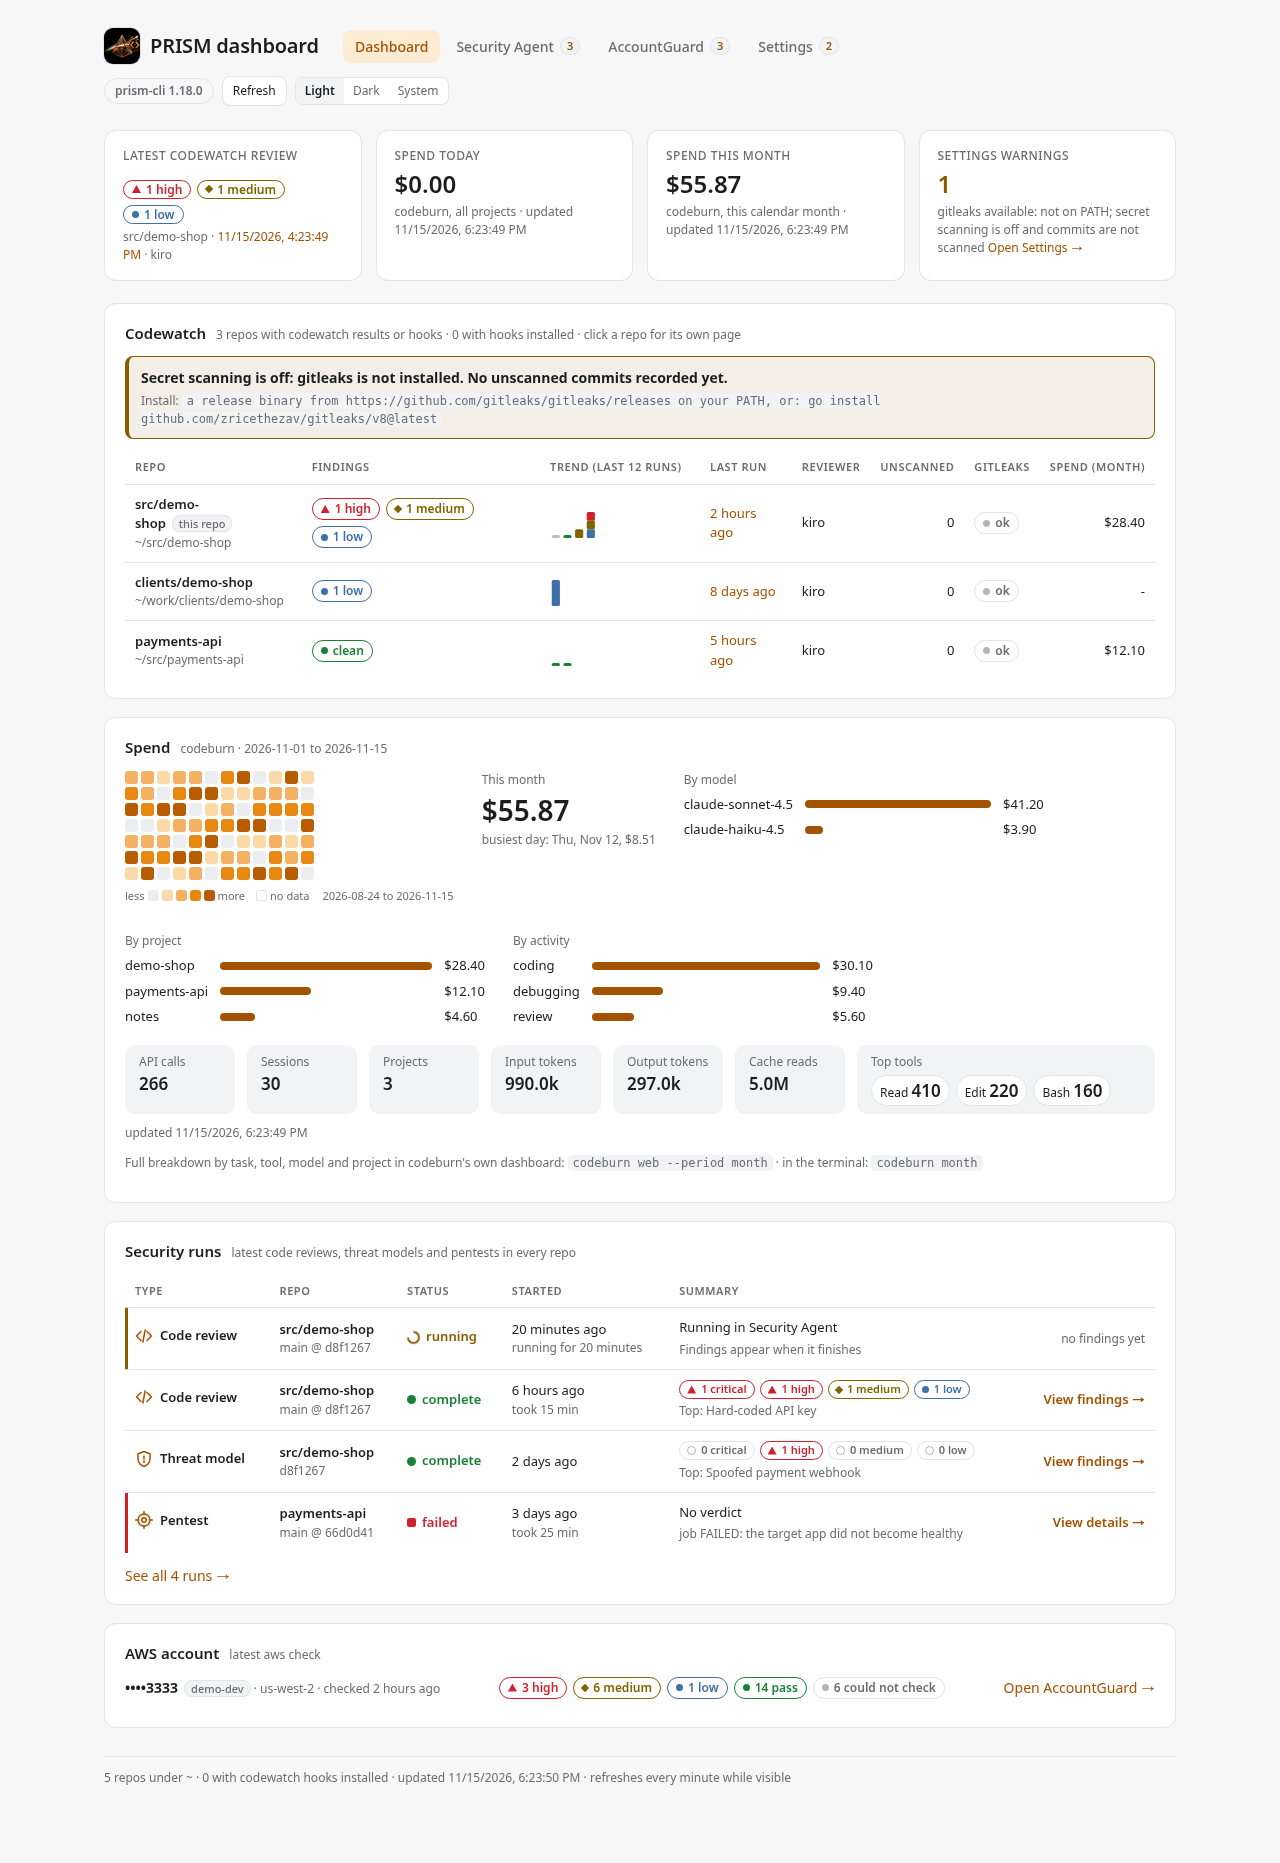 PRISM dashboard
Dashboard
Security Agent 3
AccountGuard 3
Settings 2
prism-cli 1.18.0
Refresh
Light
Dark
System
LATEST CODEWATCH REVIEW
1 high
1 medium
1 low
src/demo-shop · 11/15/2026, 4:23:49
PM · kiro
SPEND TODAY
$0.00
codeburn, all projects · updated
11/15/2026, 6:23:49 PM
SPEND THIS MONTH
$55.87
codeburn, this calendar month ·
updated 11/15/2026, 6:23:49 PM
SETTINGS WARNINGS
1
gitleaks available: not on PATH; secret
scanning is off and commits are not
scanned Open Settings →
Codewatch 3 repos with codewatch results or hooks · 0 with hooks installed · click a repo for its own page
Secret scanning is off: gitleaks is not installed. No unscanned commits recorded yet.
Install: a release binary from https://github.com/gitleaks/gitleaks/releases on your PATH, or: go install
github.com/zricethezav/gitleaks/v8@latest
REPO FINDINGS TREND (LAST 12 RUNS) LAST RUN REVIEWER UNSCANNED GITLEAKS SPEND (MONTH)
src/demo-
shop this repo
~/src/demo-shop
1 high 1 medium
1 low
2 hours
ago
kiro 0 ok $28.40
clients/demo-shop
~/work/clients/demo-shop
1 low 8 days ago kiro 0 ok -
payments-api
~/src/payments-api
clean
5 hours
ago
kiro 0 ok $12.10
Spend codeburn · 2026-11-01 to 2026-11-15
less more no data 2026-08-24 to 2026-11-15
This month
$55.87
busiest day: Thu, Nov 12, $8.51
By model
claude-sonnet-4.5 $41.20
claude-haiku-4.5 $3.90
By project
demo-shop $28.40
payments-api $12.10
notes $4.60
By activity
coding $30.10
debugging $9.40
review $5.60
API calls
266
Sessions
30
Projects
3
Input tokens
990.0k
Output tokens
297.0k
Cache reads
5.0M
Top tools
Read 410 Edit 220 Bash 160
updated 11/15/2026, 6:23:49 PM
Full breakdown by task, tool, model and project in codeburn's own dashboard: codeburn web --period month · in the terminal: codeburn month
Security runs latest code reviews, threat models and pentests in every repo
TYPE REPO STATUS STARTED SUMMARY
Code review
src/demo-shop
main @ d8f1267
running
20 minutes ago
running for 20 minutes
Running in Security Agent
Findings appear when it finishes
no findings yet
Code review
src/demo-shop
main @ d8f1267
complete
6 hours ago
took 15 min
1 critical 1 high 1 medium 1 low
Top: Hard-coded API key
View findings →
Threat model
src/demo-shop
d8f1267
complete
2 days ago
0 critical 1 high 0 medium 0 low
Top: Spoofed payment webhook
View findings →
Pentest
payments-api
main @ 66d0d41
failed
3 days ago
took 25 min
No verdict
job FAILED: the target app did not become healthy
View details →
See all 4 runs →
AWS account latest aws check
••••3333 demo-dev · us-west-2 · checked 2 hours ago
3 high 6 medium 1 low 14 pass 6 could not check
Open AccountGuard →
5 repos under ~ · 0 with codewatch hooks installed · updated 11/15/2026, 6:23:50 PM · refreshes every minute while visible